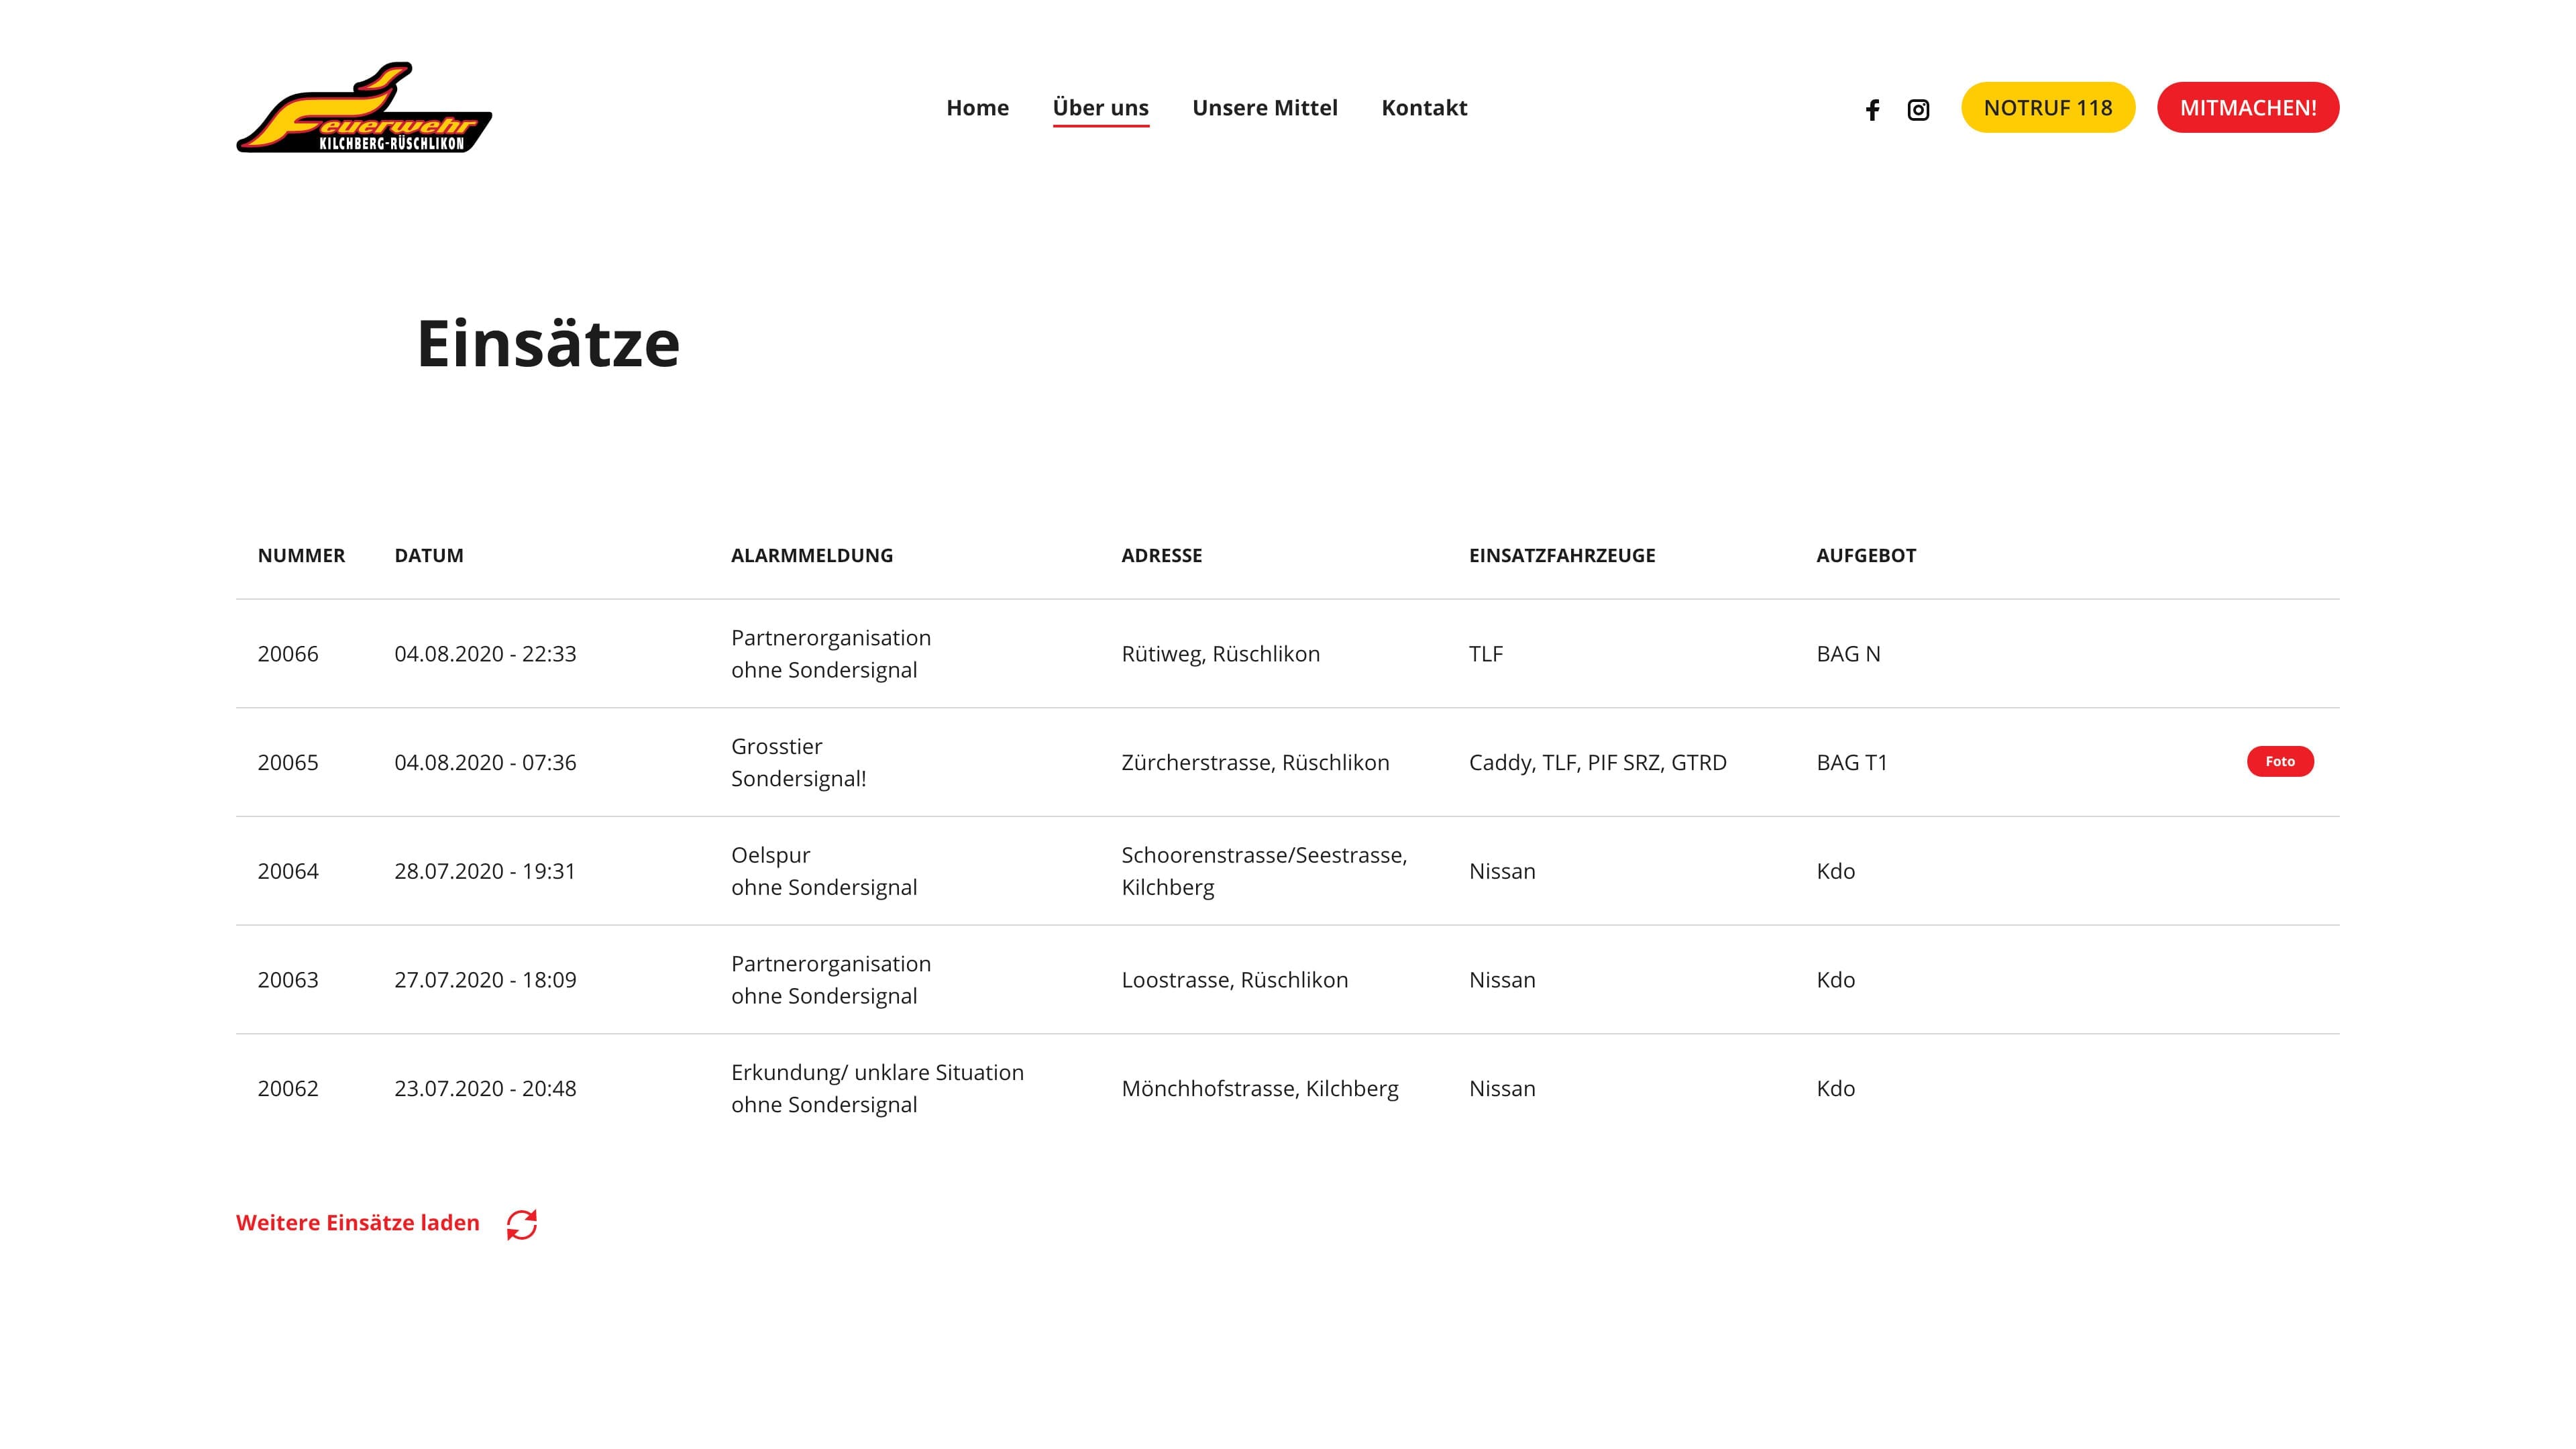 Feuerwehr
KILCHBERG-RÜSCHLIKON
Home Über uns Unsere Mittel Kontakt
NOTRUF 118 MITMACHEN!
Einsätze
NUMMER DATUM ALARMMELDUNG ADRESSE EINSATZFAHRZEUGE AUFGEBOT
20066 04.08.2020 - 22:33 Partnerorganisation
ohne Sondersignal Rütiweg, Rüschlikon TLF BAG N
20065 04.08.2020 - 07:36 Grosstier
Sondersignal! Zürcherstrasse, Rüschlikon Caddy, TLF, PIF SRZ, GTRD BAG T1 Foto
20064 28.07.2020 - 19:31 Oelspur
ohne Sondersignal Schoorenstrasse/Seestrasse,
Kilchberg Nissan Kdo
20063 27.07.2020 - 18:09 Partnerorganisation
ohne Sondersignal Loostrasse, Rüschlikon Nissan Kdo
20062 23.07.2020 - 20:48 Erkundung/ unklare Situation
ohne Sondersignal Mönchhofstrasse, Kilchberg Nissan Kdo
Weitere Einsätze laden